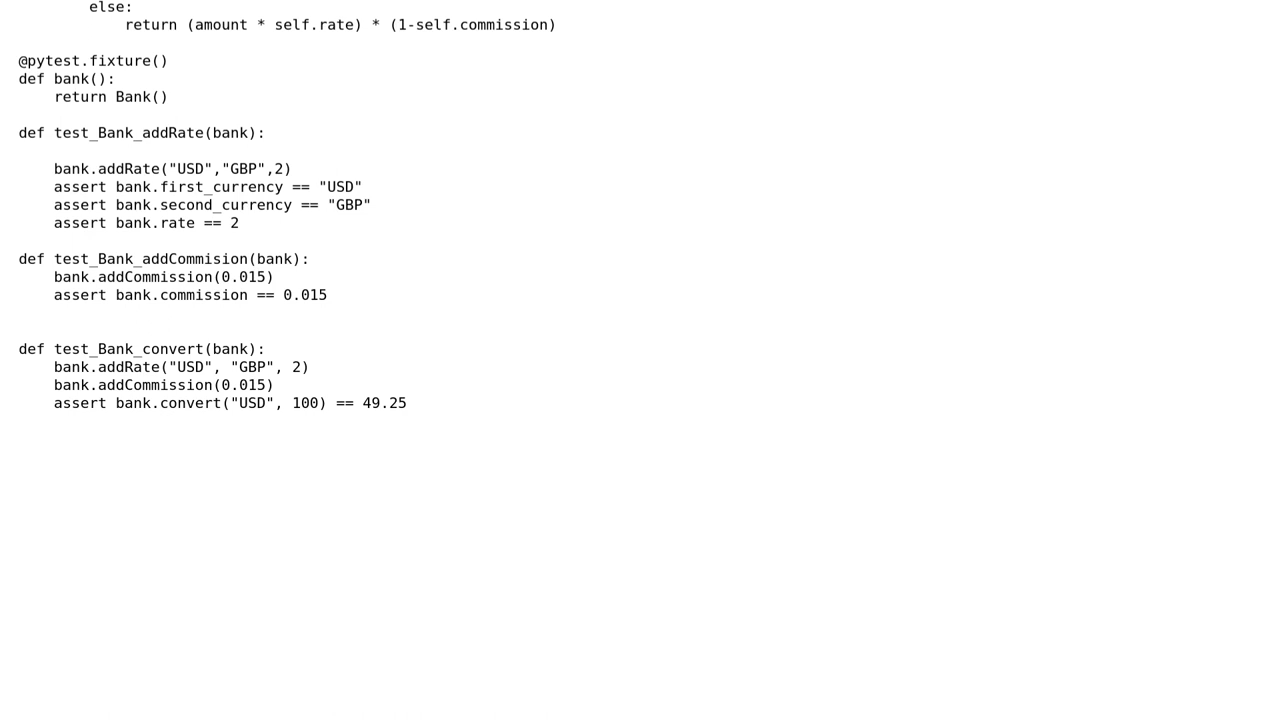 else:
            return (amount * self.rate) * (1-self.commission)

@pytest.fixture()
def bank():
    return Bank()

def test_Bank_addRate(bank):

    bank.addRate("USD","GBP",2)
    assert bank.first_currency == "USD"
    assert bank.second_currency == "GBP"
    assert bank.rate == 2

def test_Bank_addCommision(bank):
    bank.addCommission(0.015)
    assert bank.commission == 0.015


def test_Bank_convert(bank):
    bank.addRate("USD", "GBP", 2)
    bank.addCommission(0.015)
    assert bank.convert("USD", 100) == 49.25